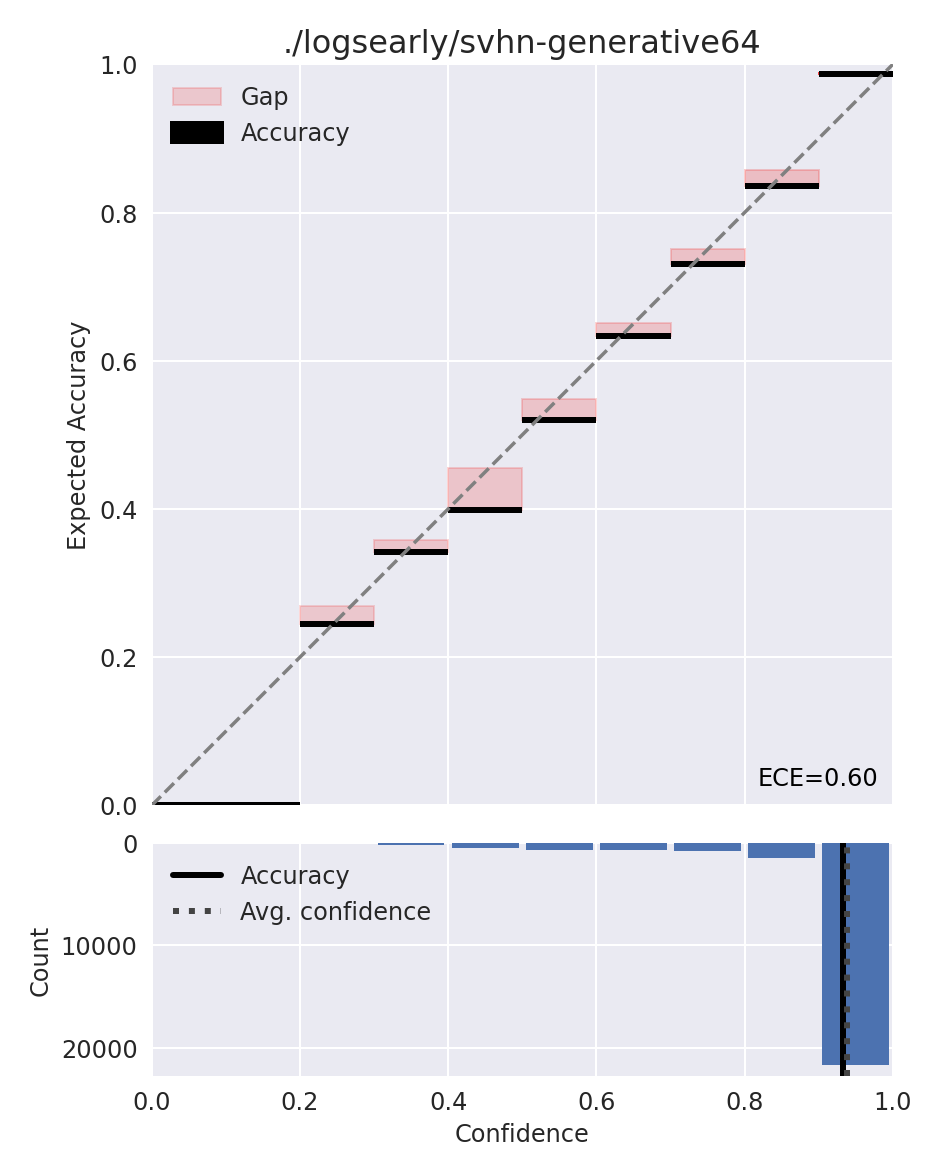 ./logsearly/svhn-generative64
1.0
Gap
Accuracy
0.8
0.6
Expected Accuracy
0.4
0.2
ECE=0.60
0.0
0
Accuracy
Avg. confidence
Count
10000
20000
0.0 0.2 0.4 0.6 0.8 1.0
Confidence